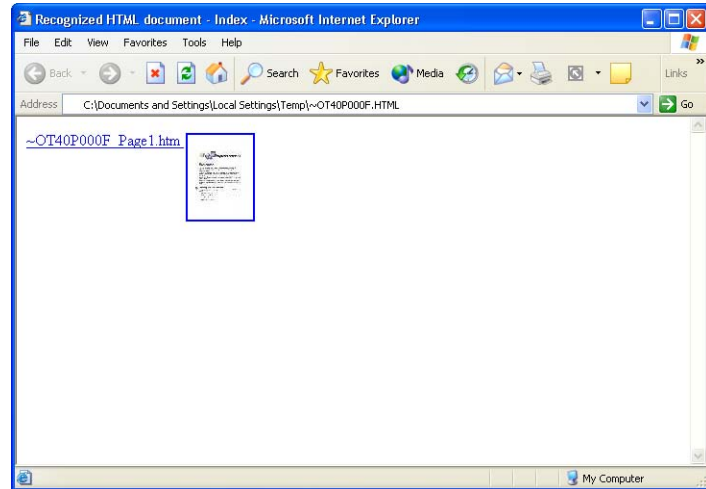 Recognized HTML document - Index - Microsoft Internet Explorer
File Edit View Favorites Tools Help
Back Search Favorites Media Links
Address C:\Documents and Settings\Local Settings\Temp\~OT40P000F.HTML Go
~OT40P000F_Page1.htm
My Computer